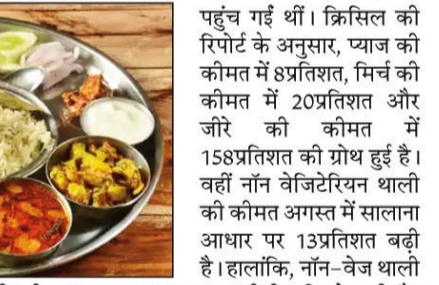 पहुंच गई थीं। क्रिसिल की
रिपोर्ट के अनुसार, प्याज की
कीमत में 8प्रतिशत, मिर्च की
कीमत में 20प्रतिशत और
जीरे की कीमत में
158प्रतिशत की ग्रोथ हुई है।
वहीं नॉन वेजिटेरियन थाली
की कीमत अगस्त में सालाना
आधार पर 13प्रतिशत बढ़ी
है।हालांकि, नॉन-वेज थाली